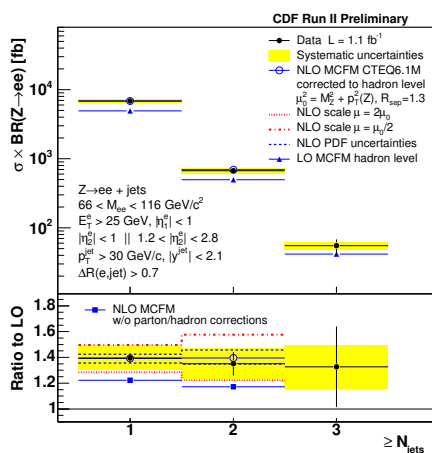 CDF Run II Preliminary
σ × BR(Z→ee) [fb]
Data L = 1.1 fb⁻¹
Systematic uncertainties
NLO MCFM CTEQ6.1M
corrected to hadron level
μ₀² = M_Z² + p_T²(Z), R_sep=1.3
NLO scale μ = 2μ₀
NLO scale μ = μ₀/2
NLO PDF uncertainties
LO MCFM hadron level
10⁴
10³
10²
Z→ee + jets
66 < M_ee < 116 GeV/c²
E_T^e > 25 GeV, |η₁^e| < 1
|η₂^e| < 1 || 1.2 < |η₂^e| < 2.8
p_T^jet > 30 GeV/c, |y^jet| < 2.1
ΔR(e,jet) > 0.7
Ratio to LO
NLO MCFM
w/o parton/hadron corrections
1.8
1.6
1.4
1.2
1
1 2 3
≥ N_jets